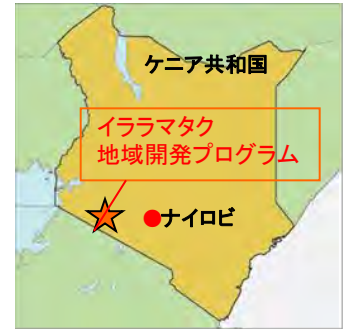 ケニア共和国
イララマタク
地域開発プログラム
ナイロビ